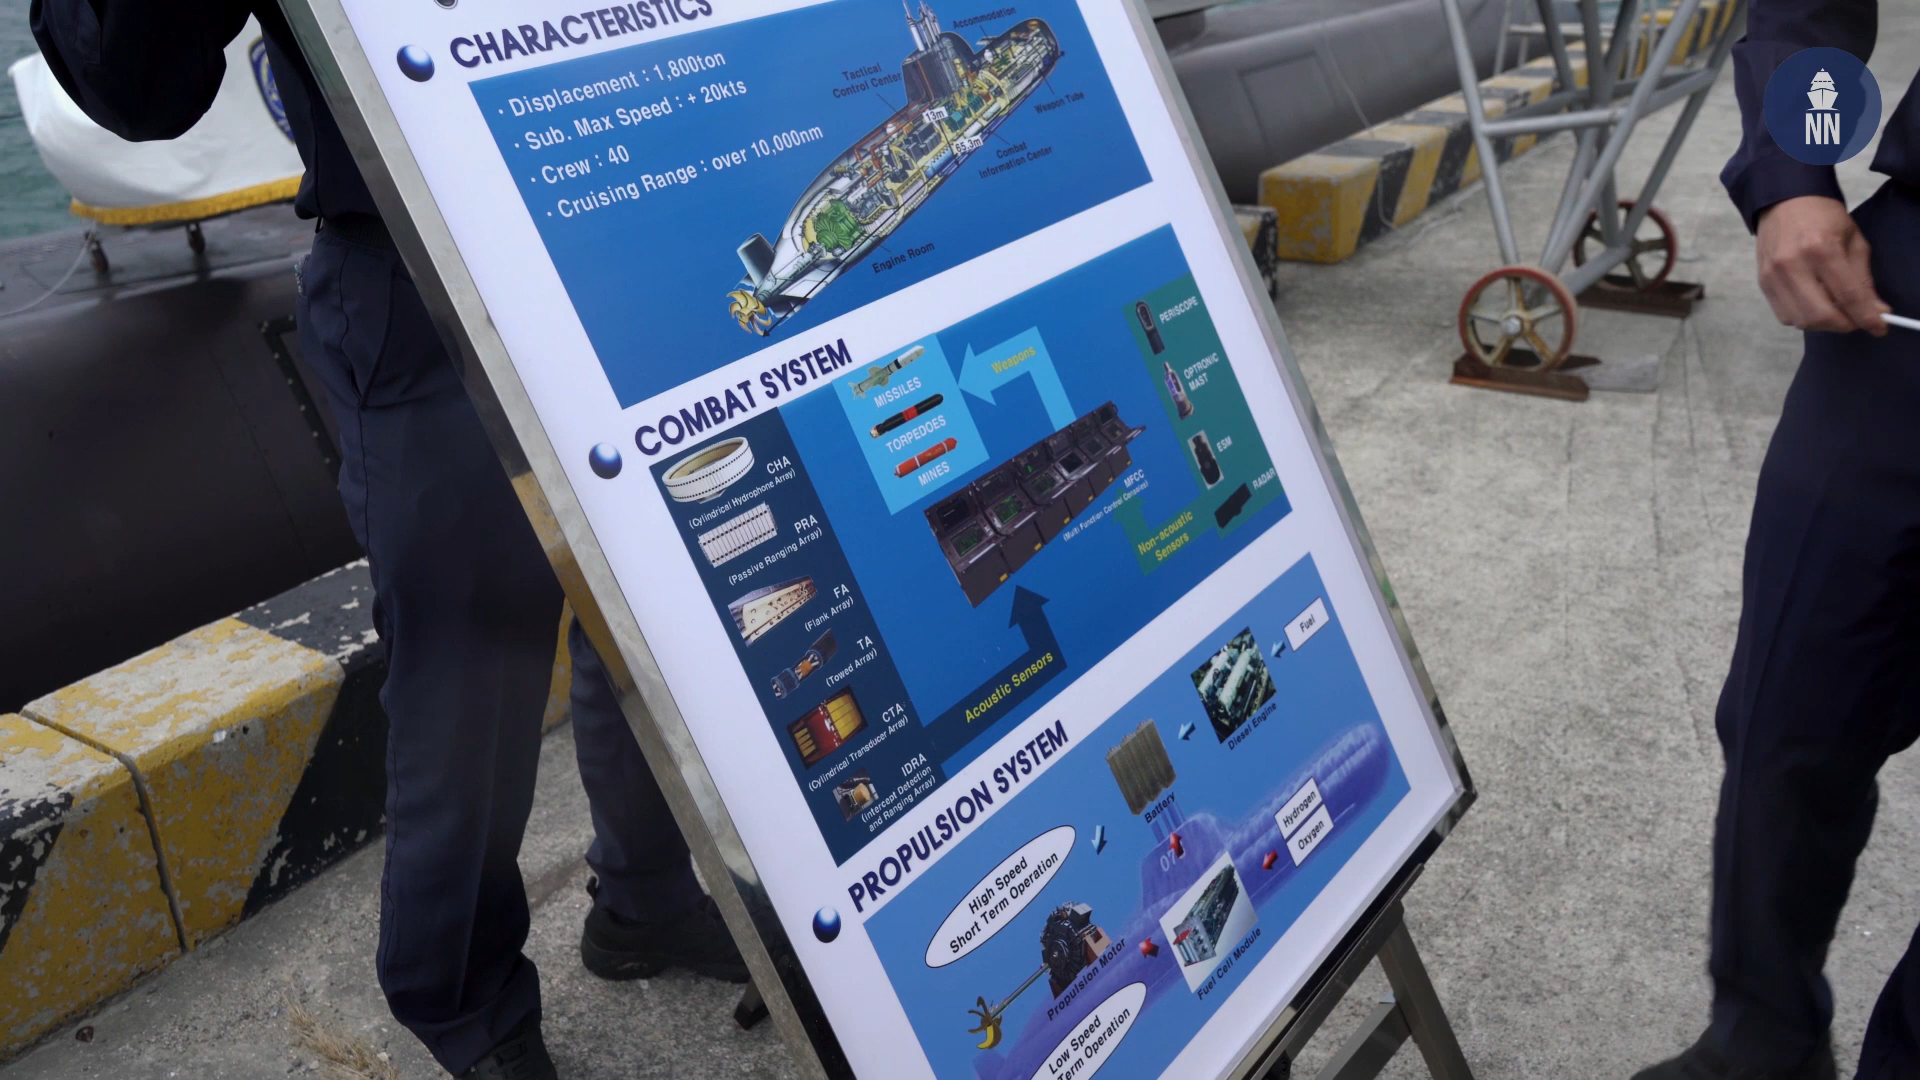 CHARACTERISTICS
· Displacement : 1,800ton
· Sub. Max Speed : + 20kts
· Crew : 40
· Cruising Range : over 10,000nm
Accommodation
Tactical
Control Center
Weapon Tube
13m
65.3m
Combat
Information Center
Engine Room
COMBAT SYSTEM
CHA
(Cylindrical Hydrophone Array)
PRA
(Passive Ranging Array)
FA
(Flank Array)
TA
(Towed Array)
CTA
(Cylindrical Transducer Array)
IDRA
(Intercept Detection
and Ranging Array)
MISSILES
TORPEDOES
MINES
Weapons
MFCC
(Multi Function Control Consoles)
Acoustic Sensors
Non-acoustic
Sensors
PERISCOPE
OPTRONIC
MAST
ESM
RADAR
PROPULSION SYSTEM
Fuel
Diesel Engine
Battery
Hydrogen
Oxygen
07
High Speed
Short Term Operation
Propulsion Motor
Fuel Cell Module
Low Speed
Term Operation
NN